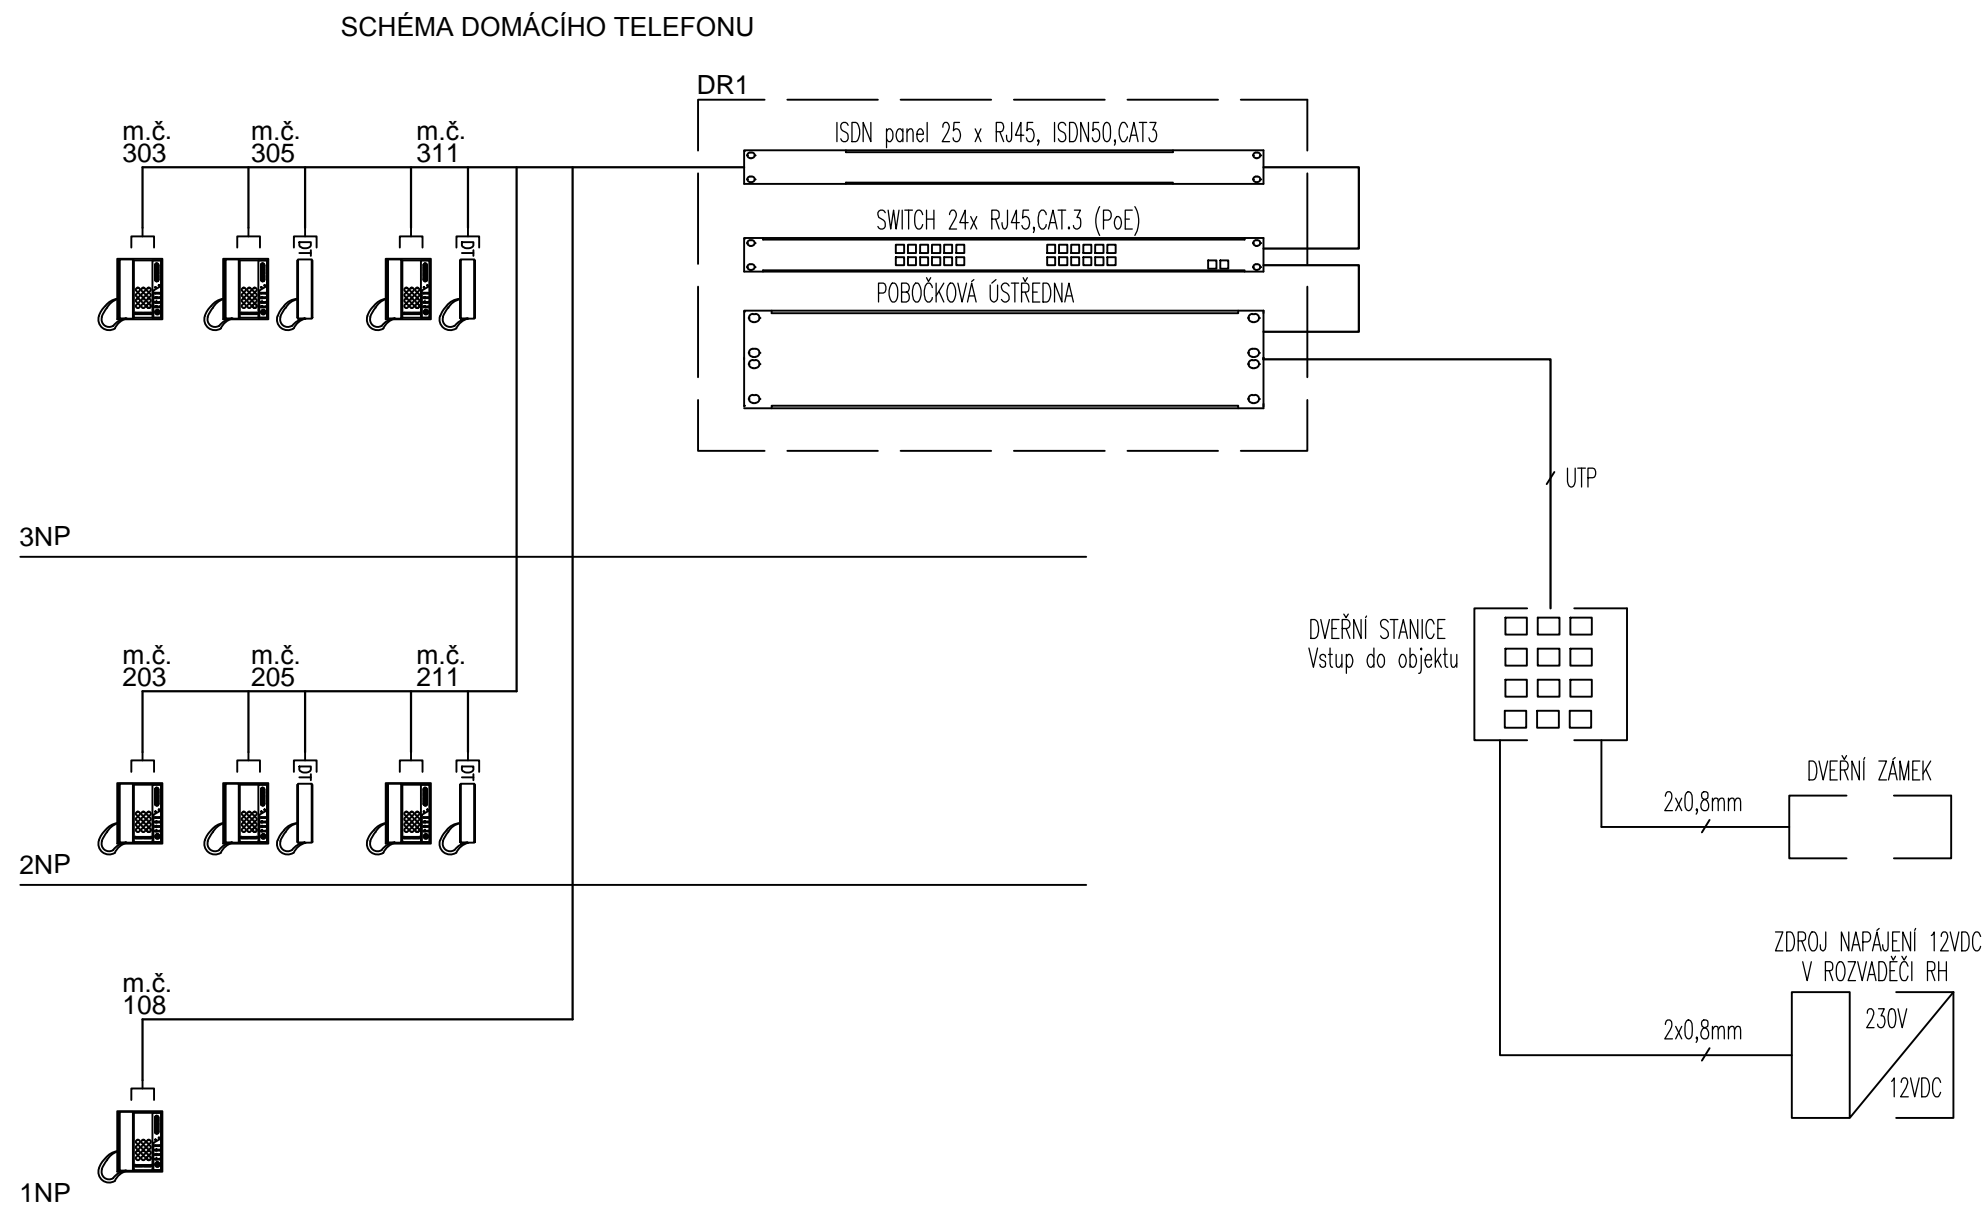 SCHÉMA DOMÁCÍHO TELEFONU
DR1
ISDN panel 25 x RJ45, ISDN50,CAT3
m.č.
303
m.č.
305
m.č.
311
DT
DT
SWITCH 24x RJ45,CAT.3 (PoE)
POBOČKOVÁ ÚSTŘEDNA
UTP
3NP
DVEŘNÍ STANICE
Vstup do objektu
m.č.
203
m.č.
205
m.č.
211
DT
DT
2NP
DVEŘNÍ ZÁMEK
2x0,8mm
ZDROJ NAPÁJENÍ 12VDC
V ROZVADĚČI RH
230V
12VDC
2x0,8mm
m.č.
108
1NP